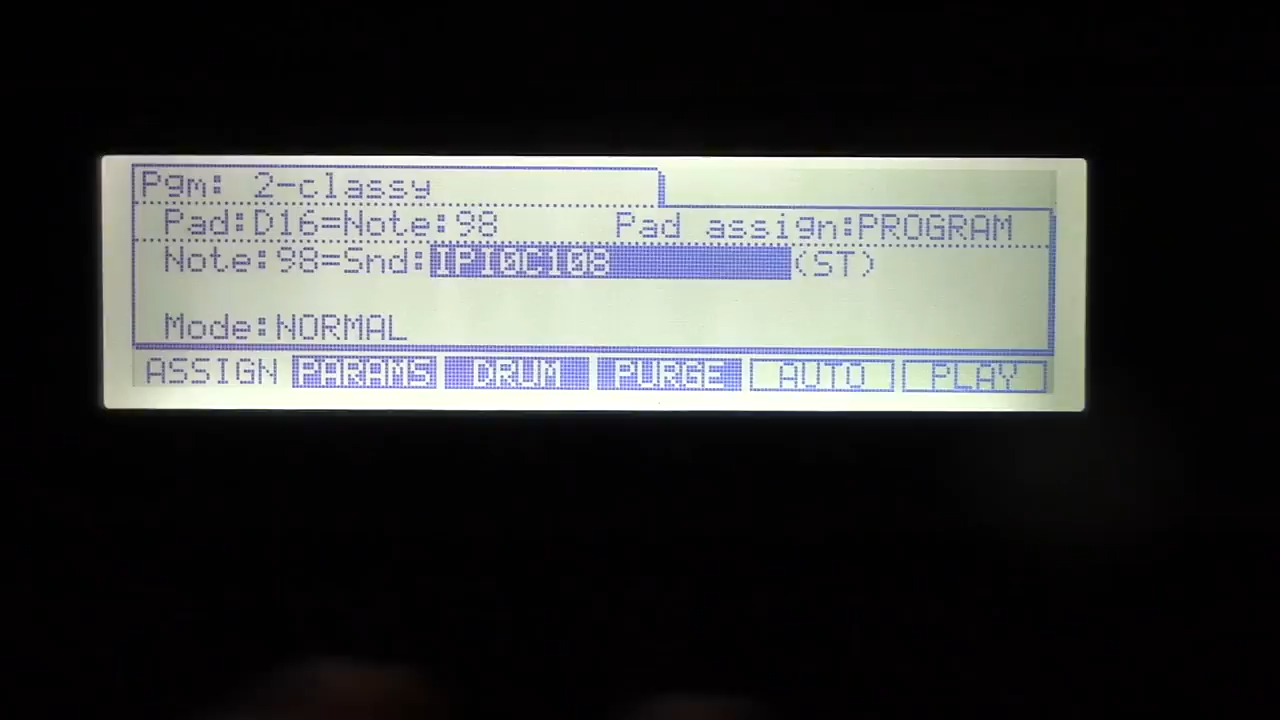 Pgm: 2-classy
Pad:D16=Note:98 Pad assign:PROGRAM
Note:98=Snd:IPI0C108 (ST)
Mode:NORMAL
ASSIGN PARAMS DRUM PURGE AUTO PLAY